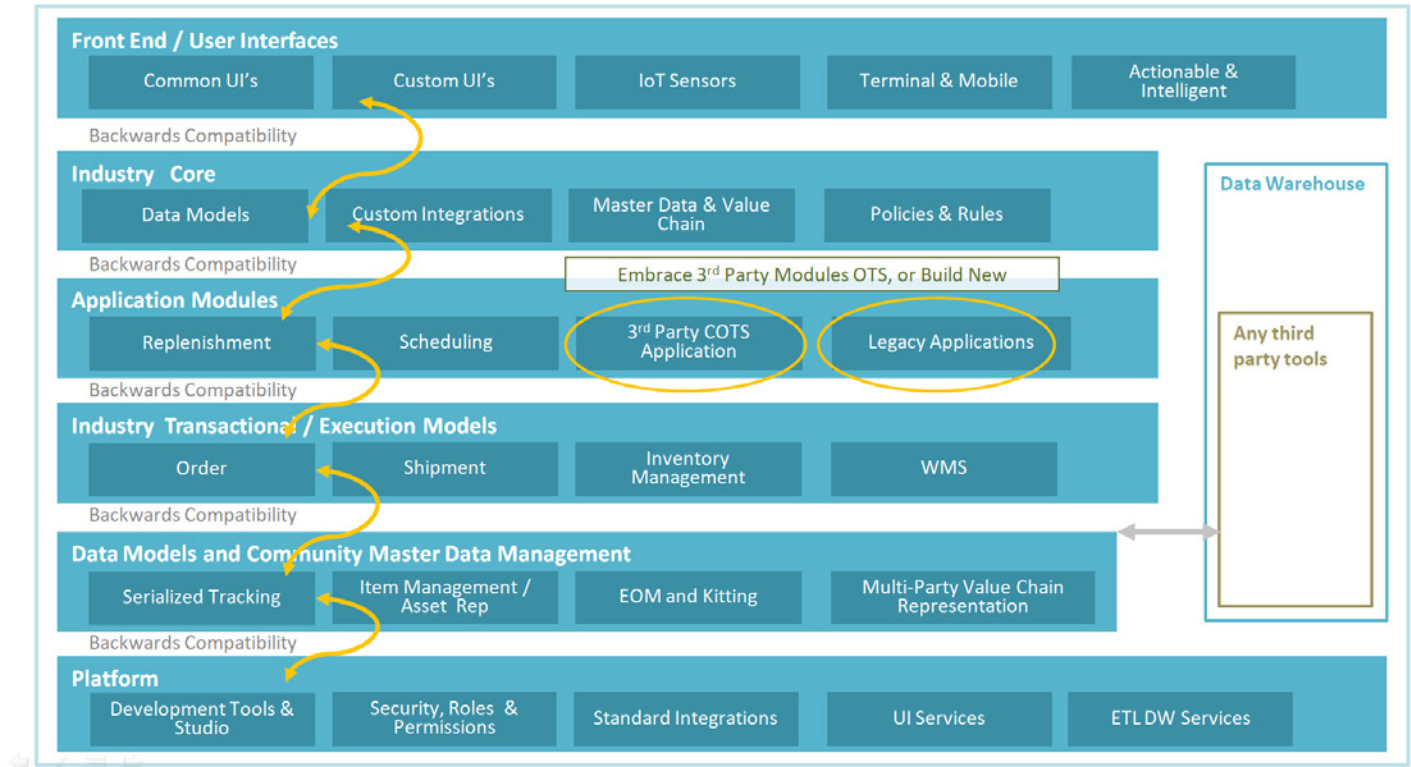 Front End / User Interfaces
Common UI's
Custom UI's
IoT Sensors
Terminal & Mobile
Actionable &
Intelligent
Backwards Compatibility
Industry Core
Data Models
Custom Integrations
Master Data & Value
Chain
Policies & Rules
Backwards Compatibility
Embrace 3rd Party Modules OTS, or Build New
Application Modules
Replenishment
Scheduling
3rd Party COTS
Application
Legacy Applications
Backwards Compatibility
Industry Transactional / Execution Models
Order
Shipment
Inventory
Management
WMS
Backwards Compatibility
Data Models and Community Master Data Management
Serialized Tracking
Item Management /
Asset Rep
EOM and Kitting
Multi-Party Value Chain
Representation
Backwards Compatibility
Platform
Development Tools &
Studio
Security, Roles &
Permissions
Standard Integrations
UI Services
ETL DW Services
Data Warehouse
Any third
party tools